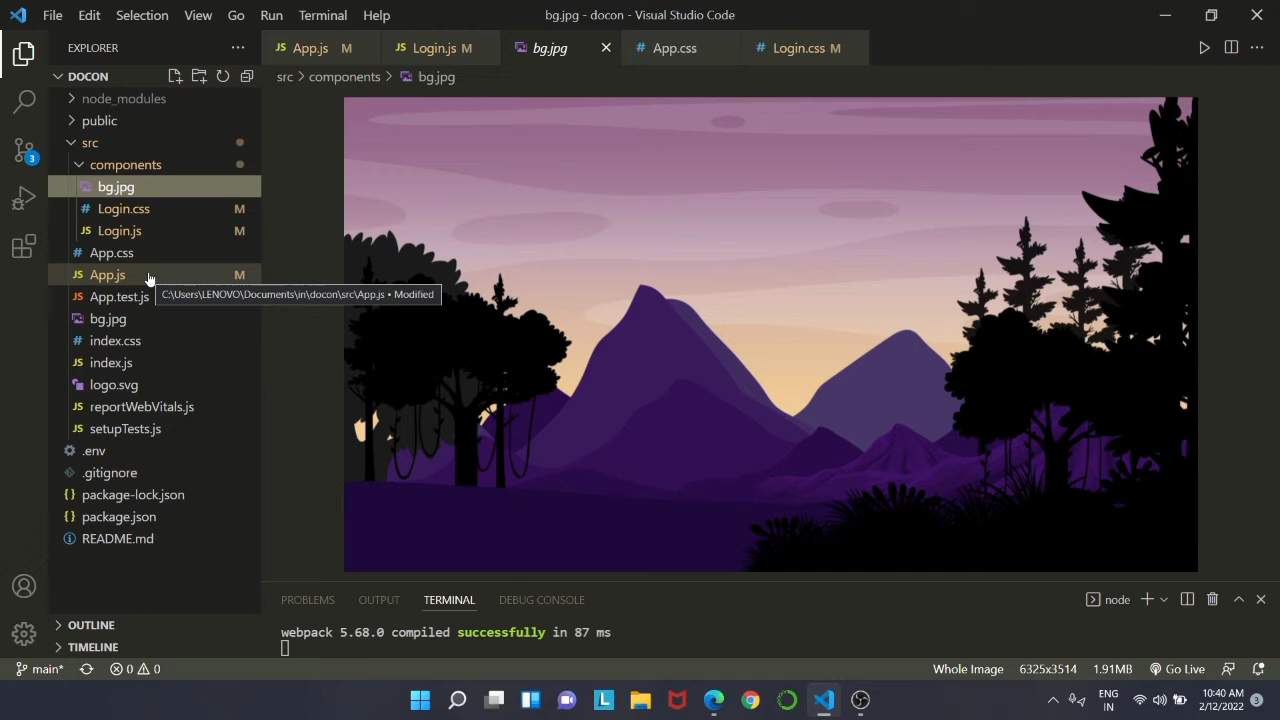 File Edit Selection View Go Run Terminal Help bg.jpg - docon - Visual Studio Code
EXPLORER
App.js M Login.js M bg.jpg App.css Login.css M
DOCON
src components bg.jpg
node_modules
public
src
components
bg.jpg
Login.css M
Login.js M
App.css
App.js M
C:\Users\LENOVO\Documents\in\docon\src\App.js • Modified
App.test.js
bg.jpg
index.css
index.js
logo.svg
reportWebVitals.js
setupTests.js
.env
.gitignore
package-lock.json
package.json
README.md
OUTLINE
TIMELINE
3
PROBLEMS OUTPUT TERMINAL DEBUG CONSOLE node
webpack 5.68.0 compiled successfully in 87 ms
main* 0 0 Whole Image 6325x3514 1.91MB Go Live
ENG
IN
10:40 AM
2/12/2022
3